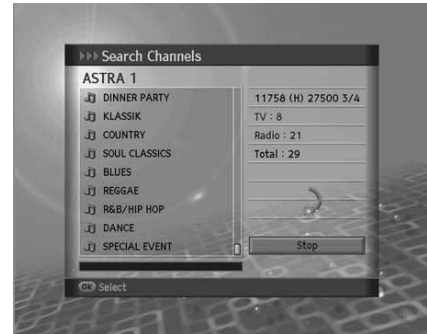 Search Channels
ASTRA 1
DINNER PARTY
KLASSIK
COUNTRY
SOUL CLASSICS
BLUES
REGGAE
R&B/HIP HOP
DANCE
SPECIAL EVENT
11758 (H) 27500 3/4
TV : 8
Radio : 21
Total : 29
Stop
OK Select